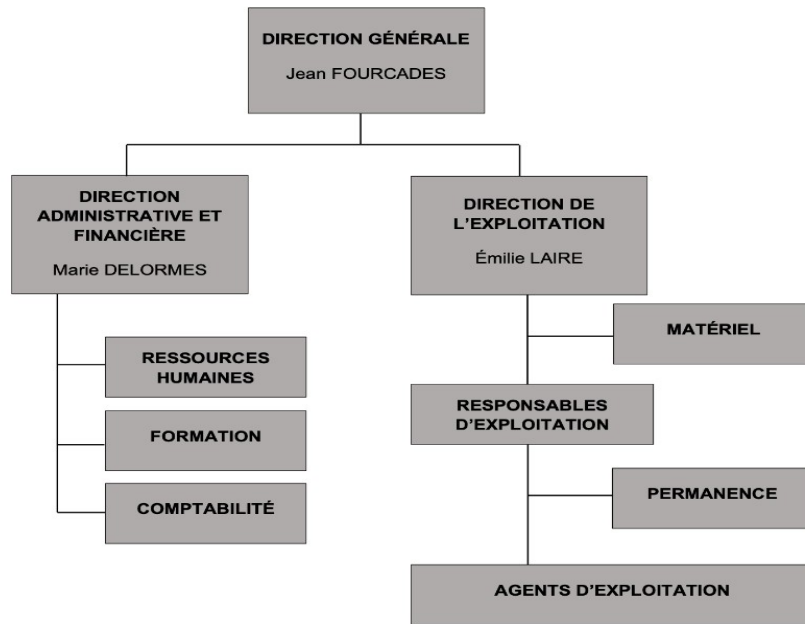 DIRECTION GÉNÉRALE
Jean FOURCADES
DIRECTION
ADMINISTRATIVE ET
FINANCIÈRE
Marie DELORMES
DIRECTION DE
L'EXPLOITATION
Émilie LAIRE
MATÉRIEL
RESSOURCES
HUMAINES
RESPONSABLES
D'EXPLOITATION
FORMATION
PERMANENCE
COMPTABILITÉ
AGENTS D'EXPLOITATION